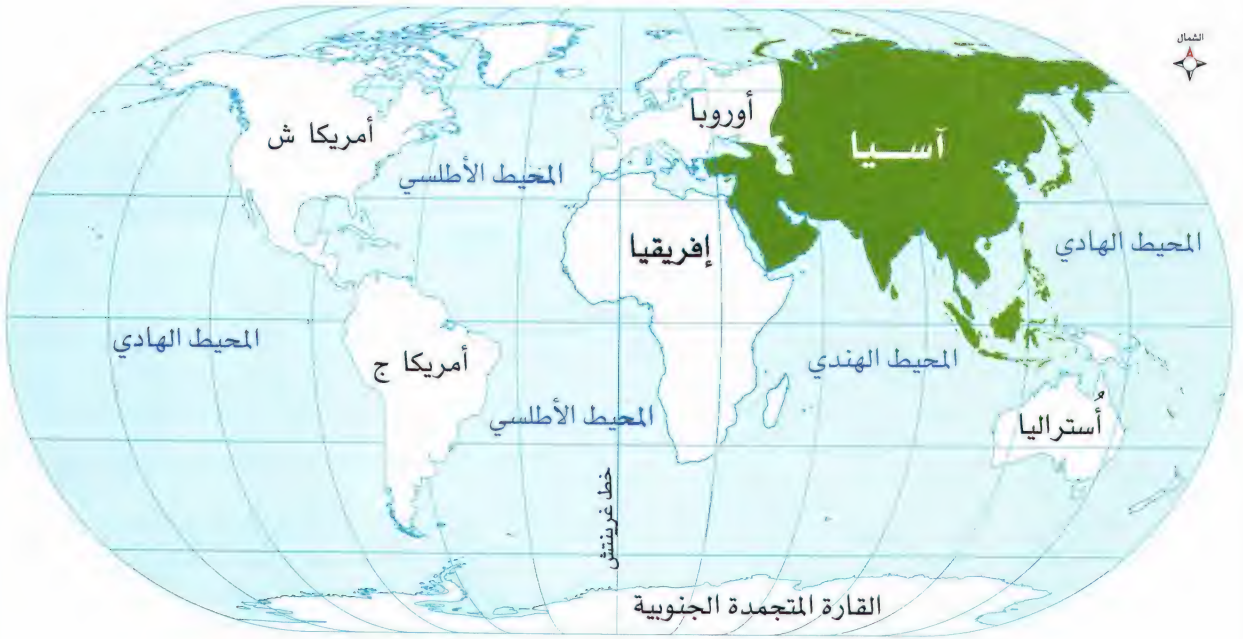 الشمال
أوروبا
أمريكا ش
آسيا
المحيط الأطلسي
إفريقيا
المحيط الهادي
المحيط الهادي
المحيط الهندي
أمريكا ج
المحيط الأطلسي
أُستراليا
خط غرينتش
القارة المتجمدة الجنوبية